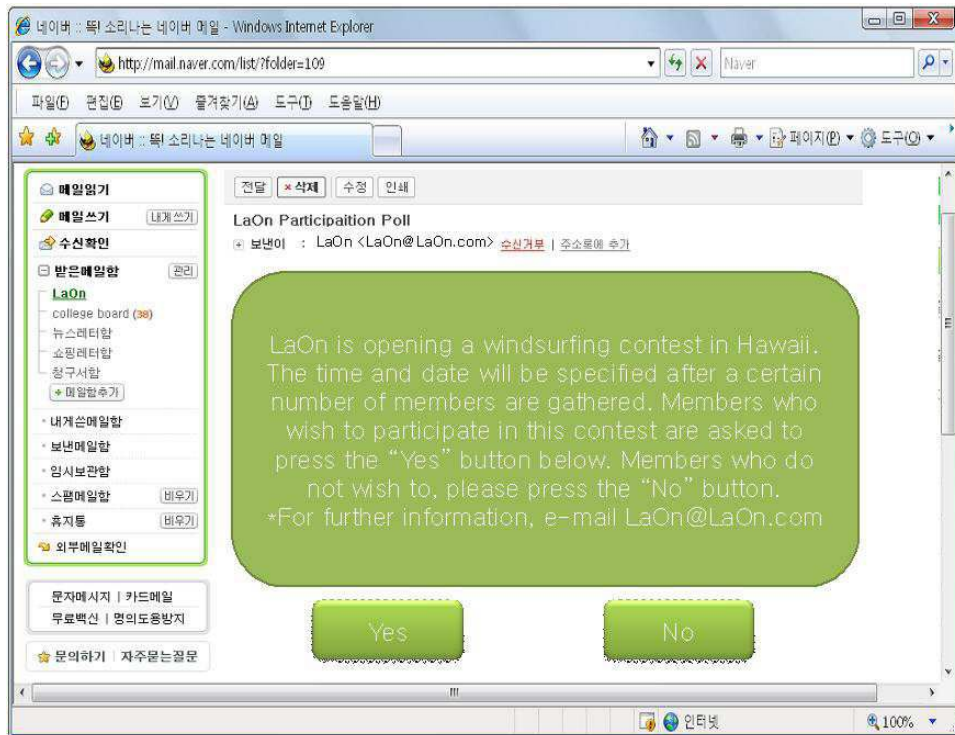 네이버 :: 똑! 소리나는 네이버 메일 - Windows Internet Explorer
http://mail.naver.com/list/?folder=109
Naver
파일(F) 편집(E) 보기(V) 즐겨찾기(A) 도구(T) 도움말(H)
네이버 :: 똑! 소리나는 네이버 메일
페이지(P) 도구(O)
메일읽기
메일쓰기 내게쓰기
수신확인
받은메일함 관리
LaOn
college board (38)
뉴스레터함
쇼핑레터함
청구서함
+ 메일함추가
내게쓴메일함
보낸메일함
임시보관함
스팸메일함 비우기
휴지통 비우기
외부메일확인
문자메시지 | 카드메일
무료백신 | 명의도용방지
문의하기 | 자주묻는질문
전달 × 삭제 수정 인쇄
LaOn Participaition Poll
보낸이 : LaOn <LaOn@LaOn.com> 수신거부 | 주소록에 추가
LaOn is opening a windsurfing contest in Hawaii.
The time and date will be specified after a certain
number of members are gathered. Members who
wish to participate in this contest are asked to
press the “Yes” button below. Members who do
not wish to, please press the “No” button.
*For further information, e-mail LaOn@LaOn.com
Yes No
인터넷 100%